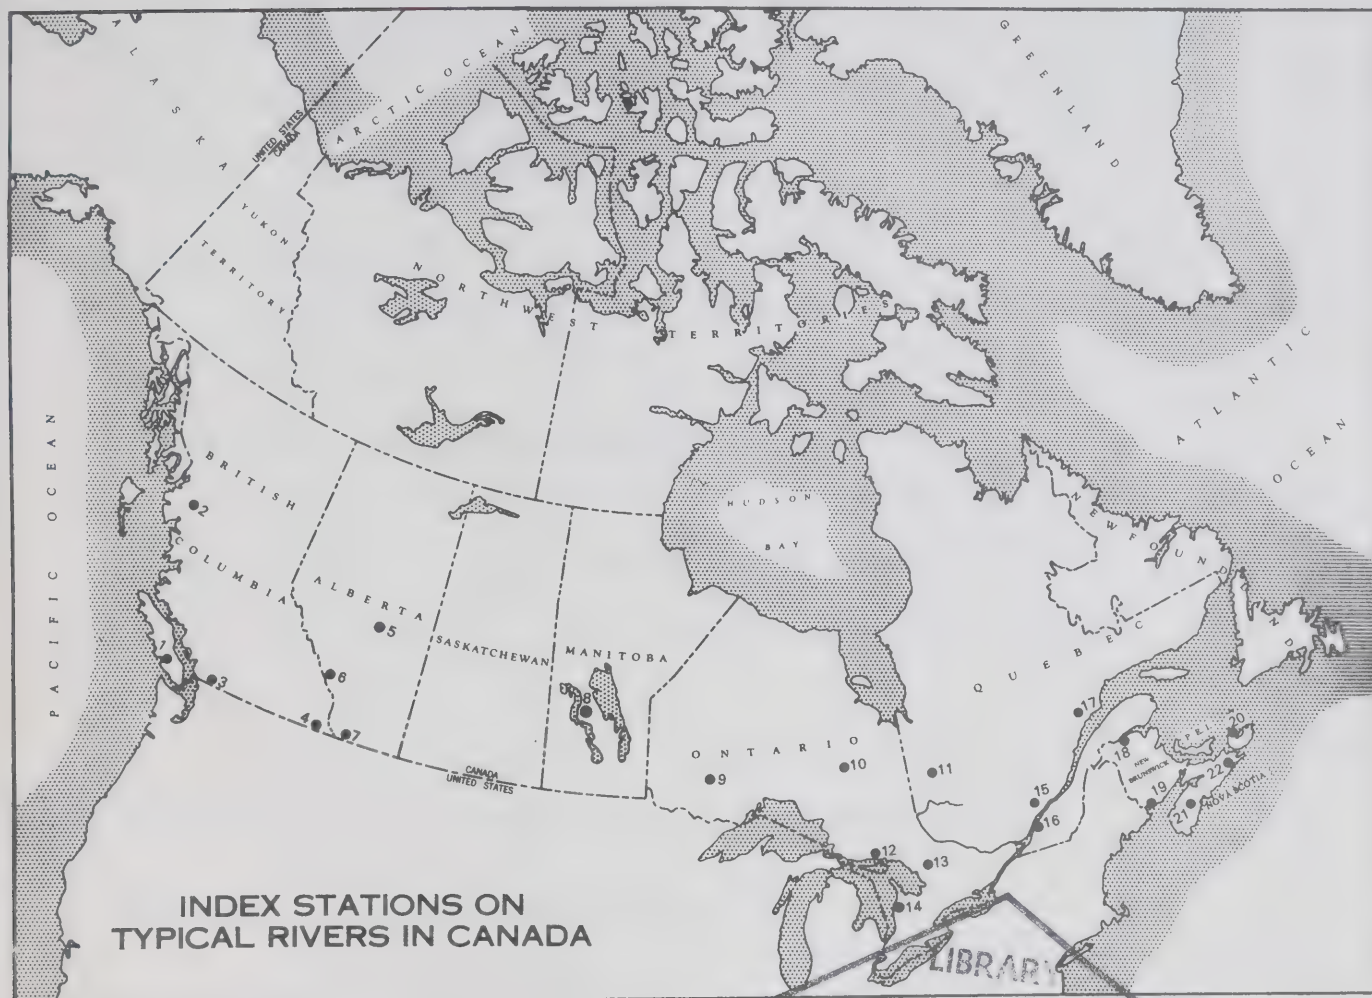 ALASKA
UNITED STATES
CANADA
ARCTIC OCEAN
GREENLAND
YUKON
TERRITORY
NORTHWEST TERRITORIES
PACIFIC OCEAN
ATLANTIC
OCEAN
BRITISH
COLUMBIA
ALBERTA
SASKATCHEWAN
MANITOBA
HUDSON
BAY
NEWFOUNDLAND
QUEBEC
ONTARIO
P.E.I.
NEW
BRUNSWICK
NOVA SCOTIA
CANADA
UNITED STATES
1
2
3
4
5
6
7
8
9
10
11
12
13
14
15
16
17
18
19
20
21
22
INDEX STATIONS ON
TYPICAL RIVERS IN CANADA
LIBRARY